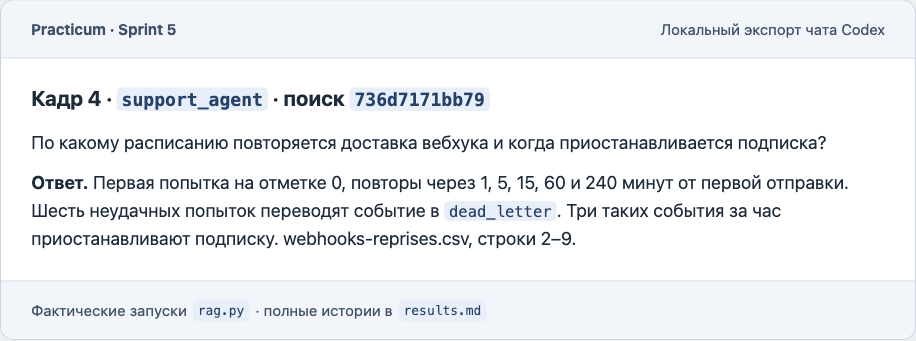 Practicum · Sprint 5
Локальный экспорт чата Codex
Кадр 4 · support_agent · поиск 736d7171bb79
По какому расписанию повторяется доставка вебхука и когда приостанавливается подписка?
Ответ. Первая попытка на отметке 0, повторы через 1, 5, 15, 60 и 240 минут от первой отправки.
Шесть неудачных попыток переводят событие в dead_letter. Три таких события за час
приостанавливают подписку. webhooks-reprises.csv, строки 2–9.
Фактические запуски rag.py · полные истории в results.md